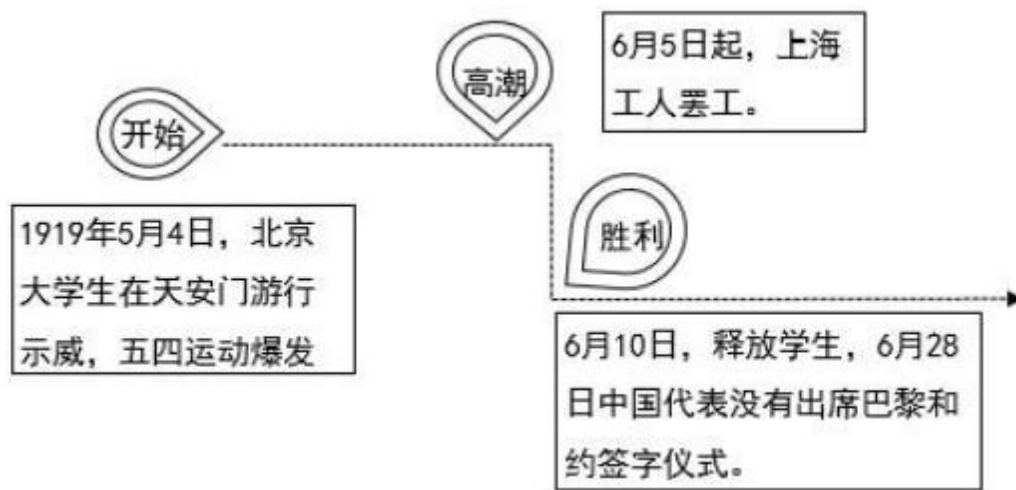 开始
1919年5月4日，北京
大学生在天安门游行
示威，五四运动爆发
高潮
6月5日起，上海
工人罢工。
胜利
6月10日，释放学生，6月28
日中国代表没有出席巴黎和
约签字仪式。